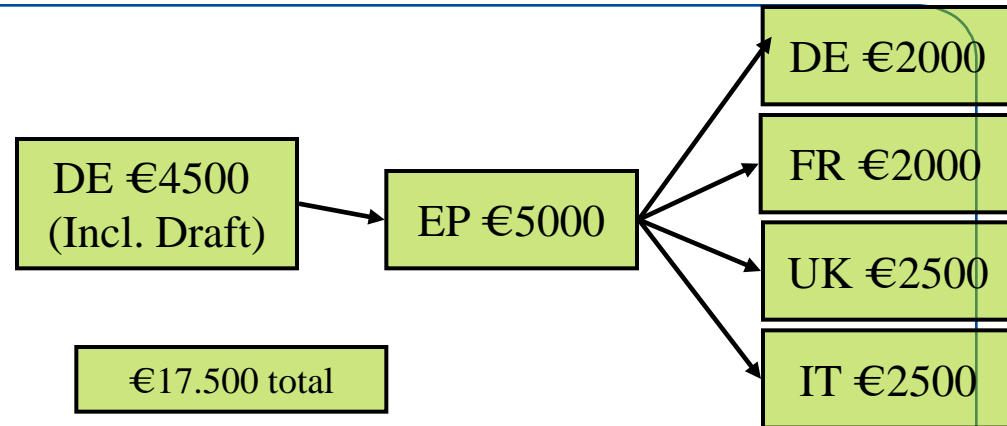 DE €4500
(Incl. Draft)
EP €5000
DE €2000
FR €2000
UK €2500
IT €2500
€17.500 total